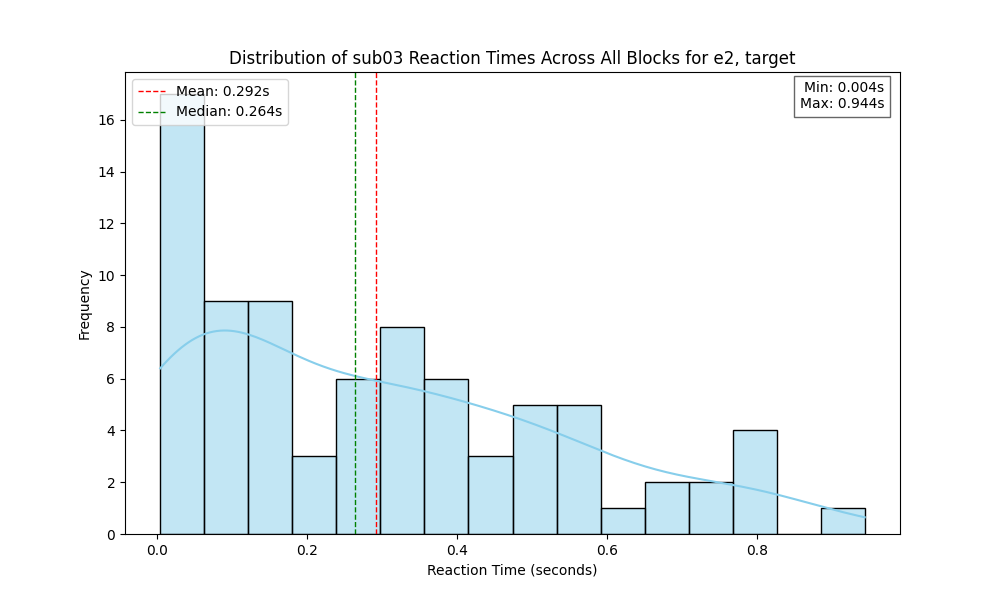 Distribution of sub03 Reaction Times Across All Blocks for e2, target
Mean: 0.292s
Median: 0.264s
Min: 0.004s
Max: 0.944s
16
14
12
10
8
6
4
2
0
Frequency
0.0 0.2 0.4 0.6 0.8
Reaction Time (seconds)